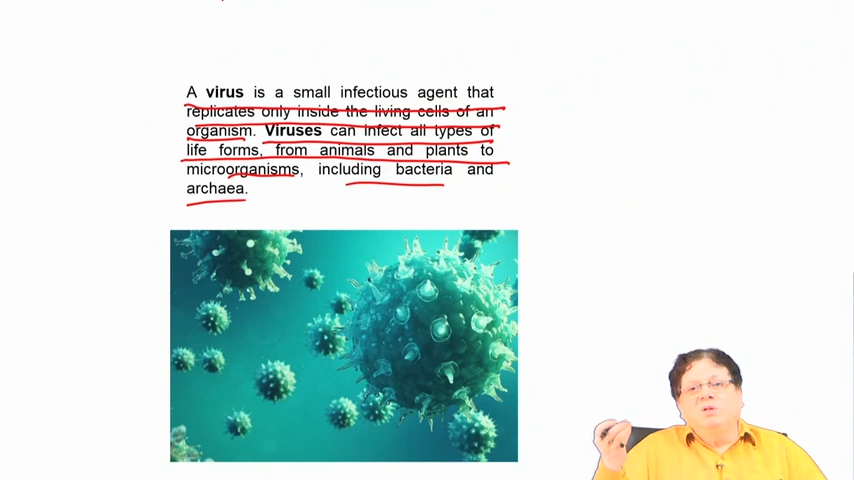 A virus is a small infectious agent that
replicates only inside the living cells of an
organism. Viruses can infect all types of
life forms, from animals and plants to
microorganisms, including bacteria and
archaea.